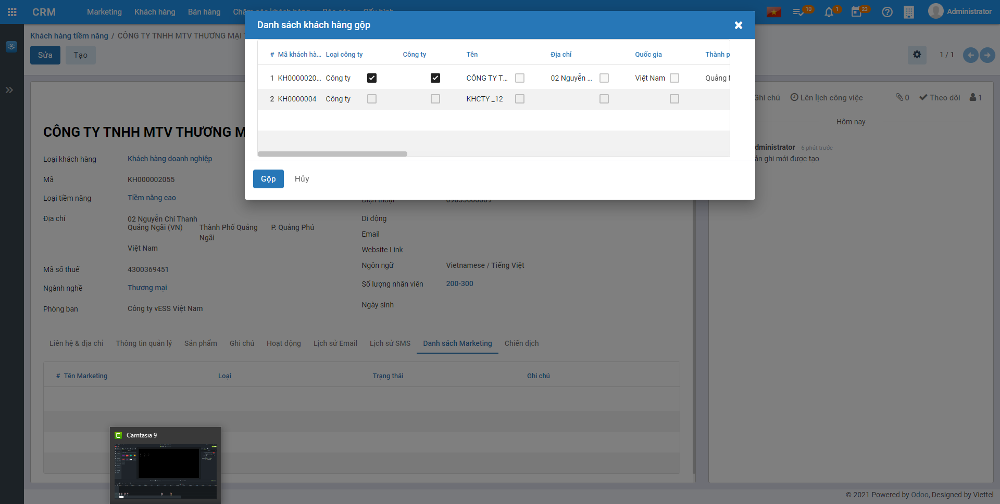 CRM
Marketing
Khách hàng
Bán hàng
10
1
23
Administrator
Khách hàng tiềm năng / CÔNG TY TNHH MTV THƯƠNG MẠI
Sửa
Tạo
1 / 1
Danh sách khách hàng gộp
# Mã khách hà... Loại công ty Công ty Tên Địa chỉ Quốc gia Thành p
1 KH0000020... Công ty CÔNG TY T... 02 Nguyễn ... Việt Nam Quảng
2 KH0000004 Công ty KHCTY _12
Gộp
Hủy
CÔNG TY TNHH MTV THƯƠNG M
Loại khách hàng Khách hàng doanh nghiệp
Mã KH000002055
Loại tiềm năng Tiềm năng cao
Địa chỉ 02 Nguyễn Chí Thanh
Quảng Ngãi (VN) Thành Phố Quảng Ngãi P. Quảng Phú
Việt Nam
Mã số thuế 4300369451
Ngành nghề Thương mại
Phòng ban Công ty vESS Việt Nam
Điện thoại
Di động
Email
Website Link
Ngôn ngữ Vietnamese / Tiếng Việt
Số lượng nhân viên 200-300
Ngày sinh
Liên hệ & địa chỉ
Thông tin quản lý
Sản phẩm
Ghi chú
Hoạt động
Lịch sử Email
Lịch sử SMS
Danh sách Marketing
Chiến dịch
# Tên Marketing Loại Trạng thái Ghi chú
Ghi chú
Lên lịch công việc
0
Theo dõi
1
Hôm nay
dministrator - 6 phút trước
ản ghi mới được tạo
Camtasia 9
© 2021 Powered by Odoo, Designed by Viettel